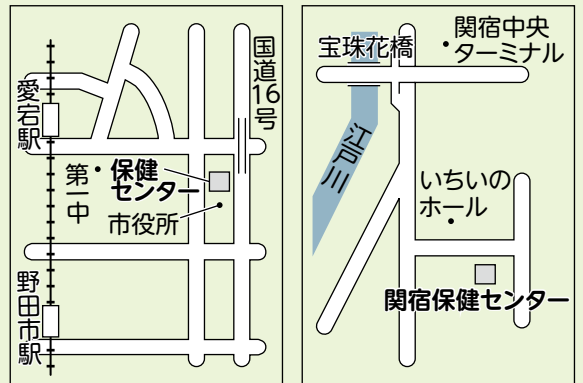 国道16号
愛宕駅
第一中
保健
センター
市役所
野田市駅
宝珠花橋
関宿中央
ターミナル
江戸川
いちいの
ホール
関宿保健センター